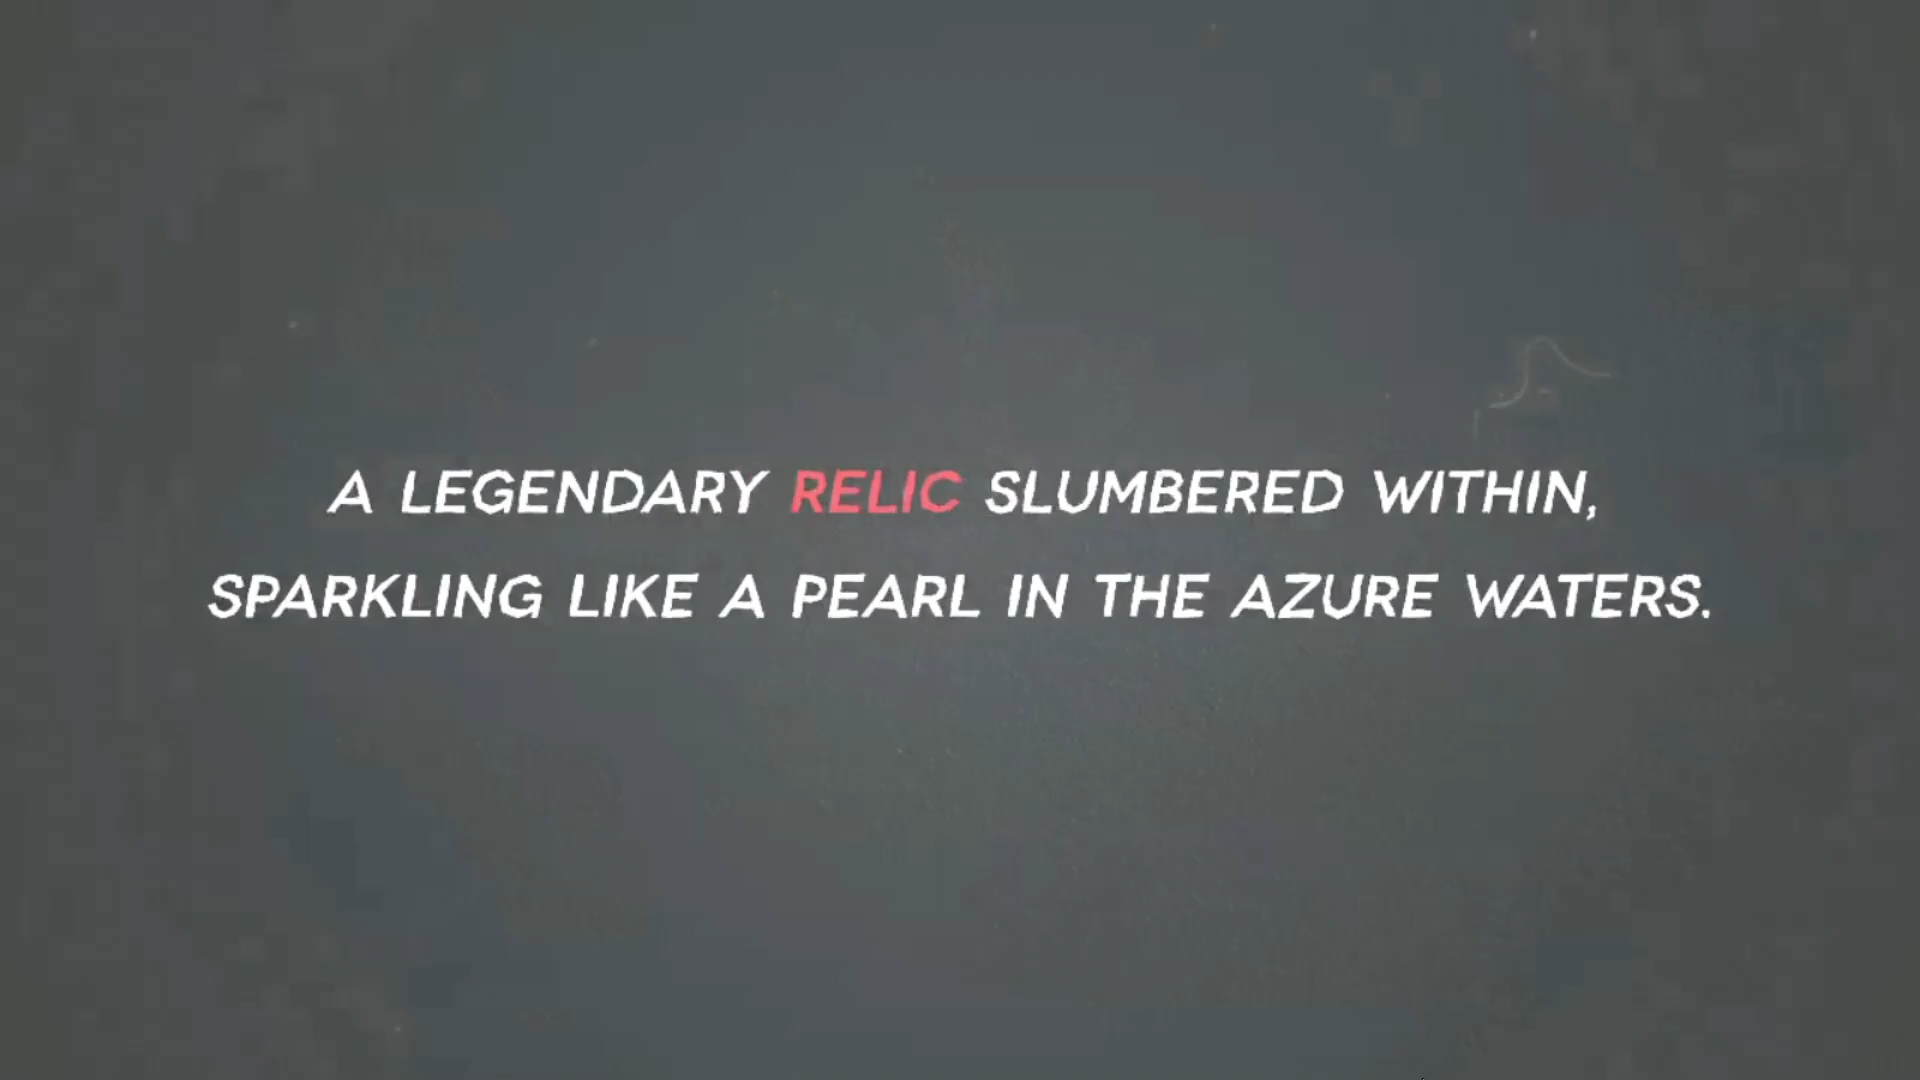 A LEGENDARY RELIC SLUMBERED WITHIN,
SPARKLING LIKE A PEARL IN THE AZURE WATERS.